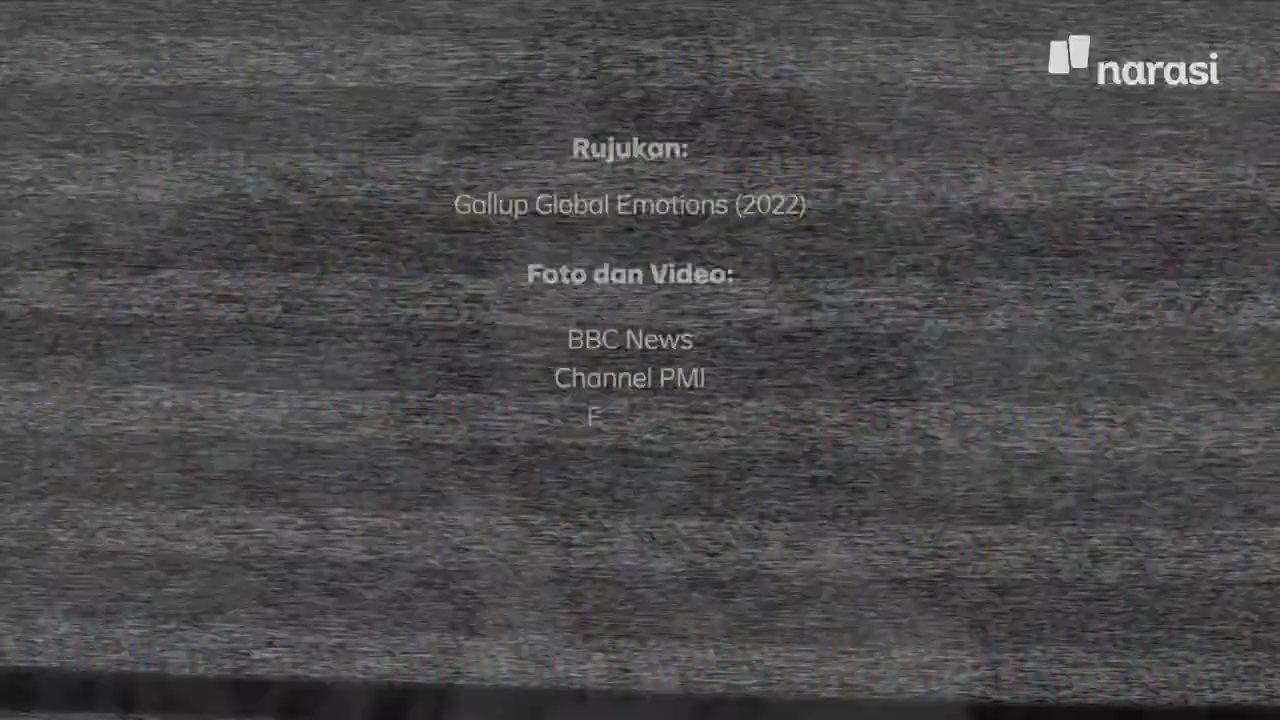 narasi
Rujukan:
Gallup Global Emotions (2022)
Foto dan Video:
BBC News
Channel PMI
F